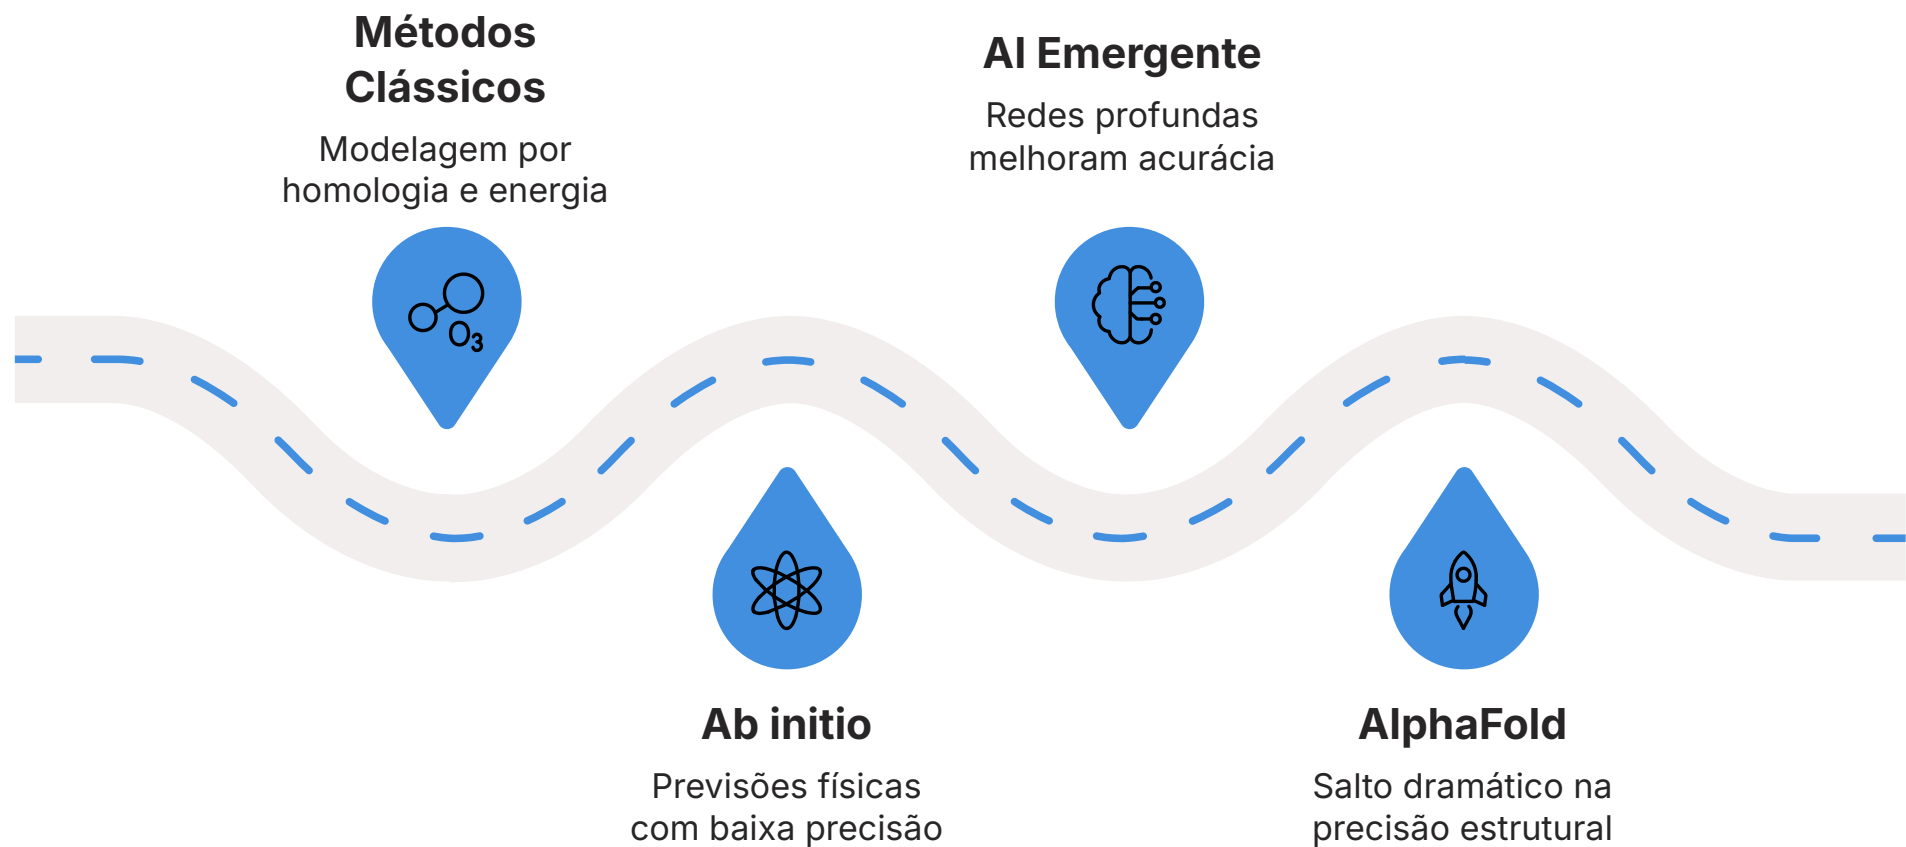 Métodos
Clássicos
Modelagem por
homologia e energia
O3
Ab initio
Previsões físicas
com baixa precisão
AI Emergente
Redes profundas
melhoram acurácia
AlphaFold
Salto dramático na
precisão estrutural